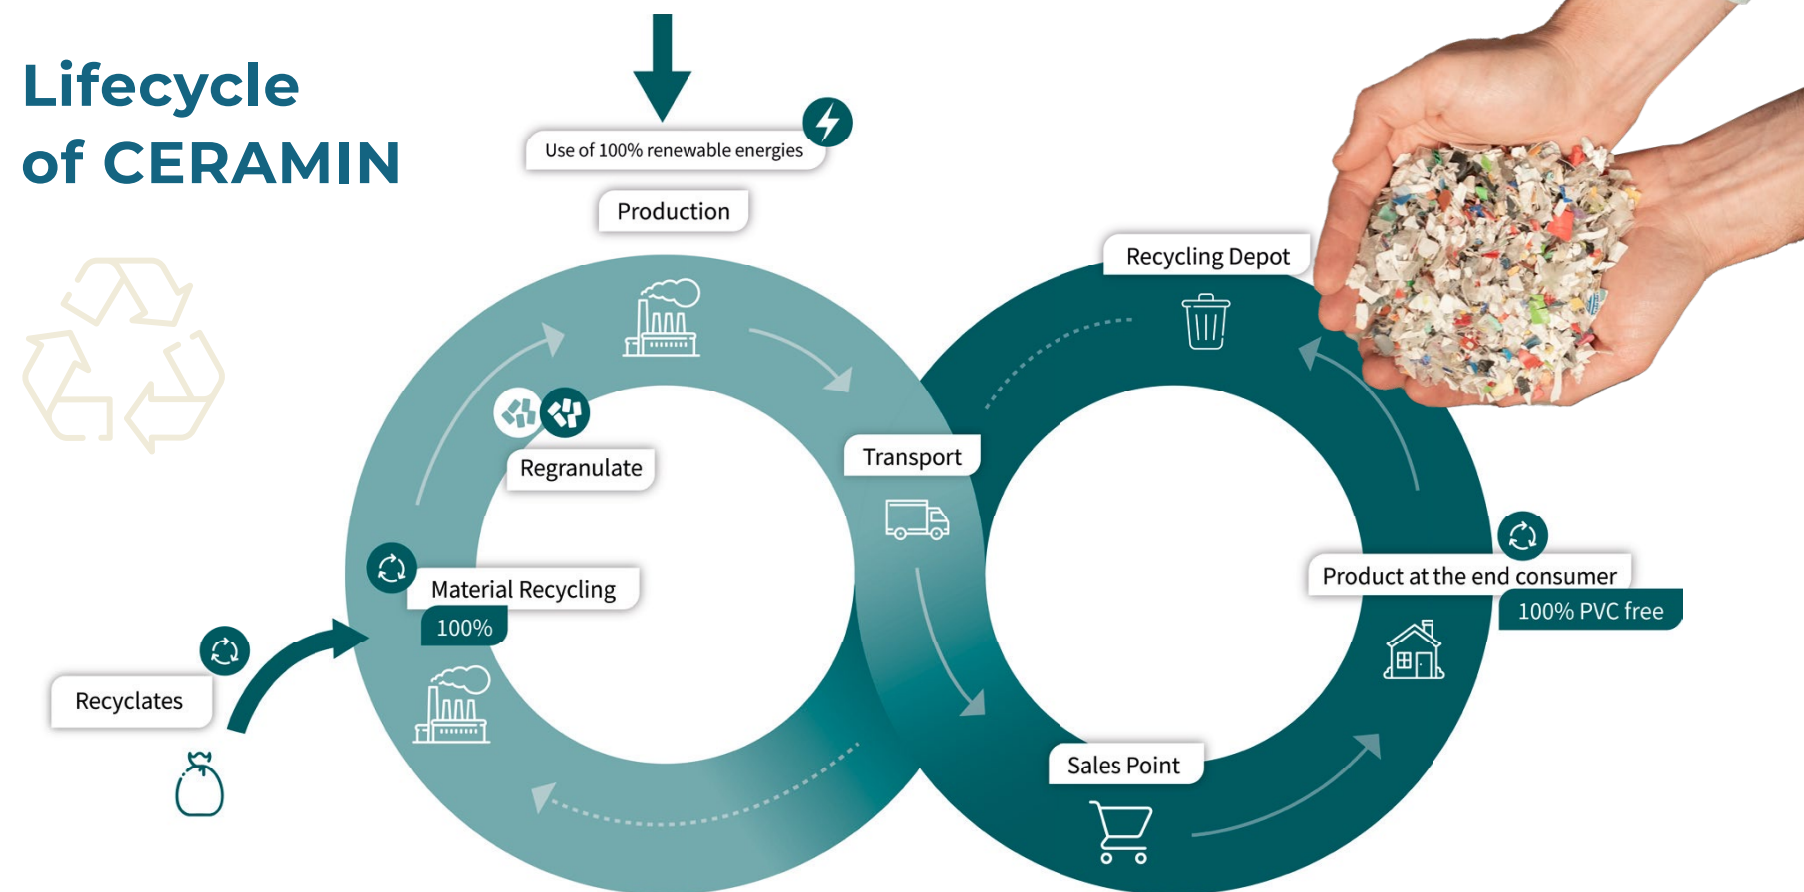 Lifecycle
of CERAMIN
Use of 100% renewable energies
Production
Recycling Depot
Regranulate
Transport
Material Recycling
100%
Product at the end consumer
100% PVC free
Recyclates
Sales Point